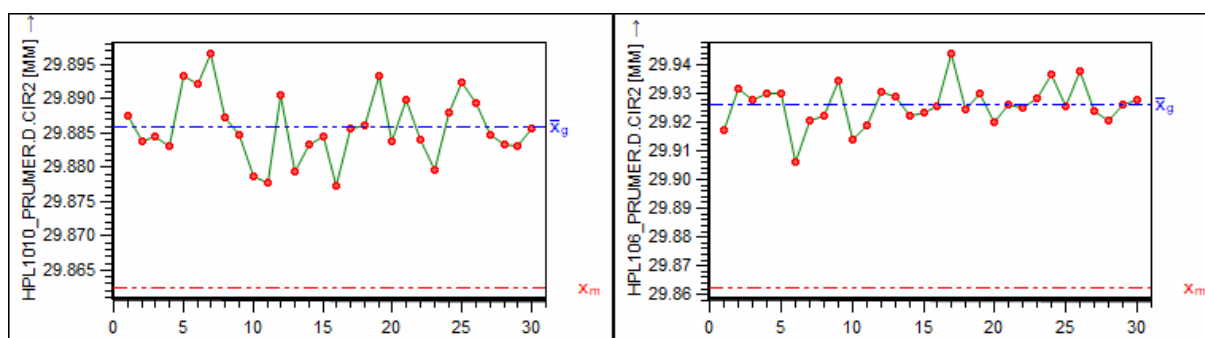 HPL1010_PRUMER.D.CIR2 [MM] →
29.895
29.890
29.885
29.880
29.875
29.870
29.865
x̅g
xm
0 5 10 15 20 25 30
HPL106_PRUMER.D.CIR2 [MM] →
29.94
29.93
29.92
29.91
29.90
29.89
29.88
29.87
29.86
x̅g
xm
0 5 10 15 20 25 30